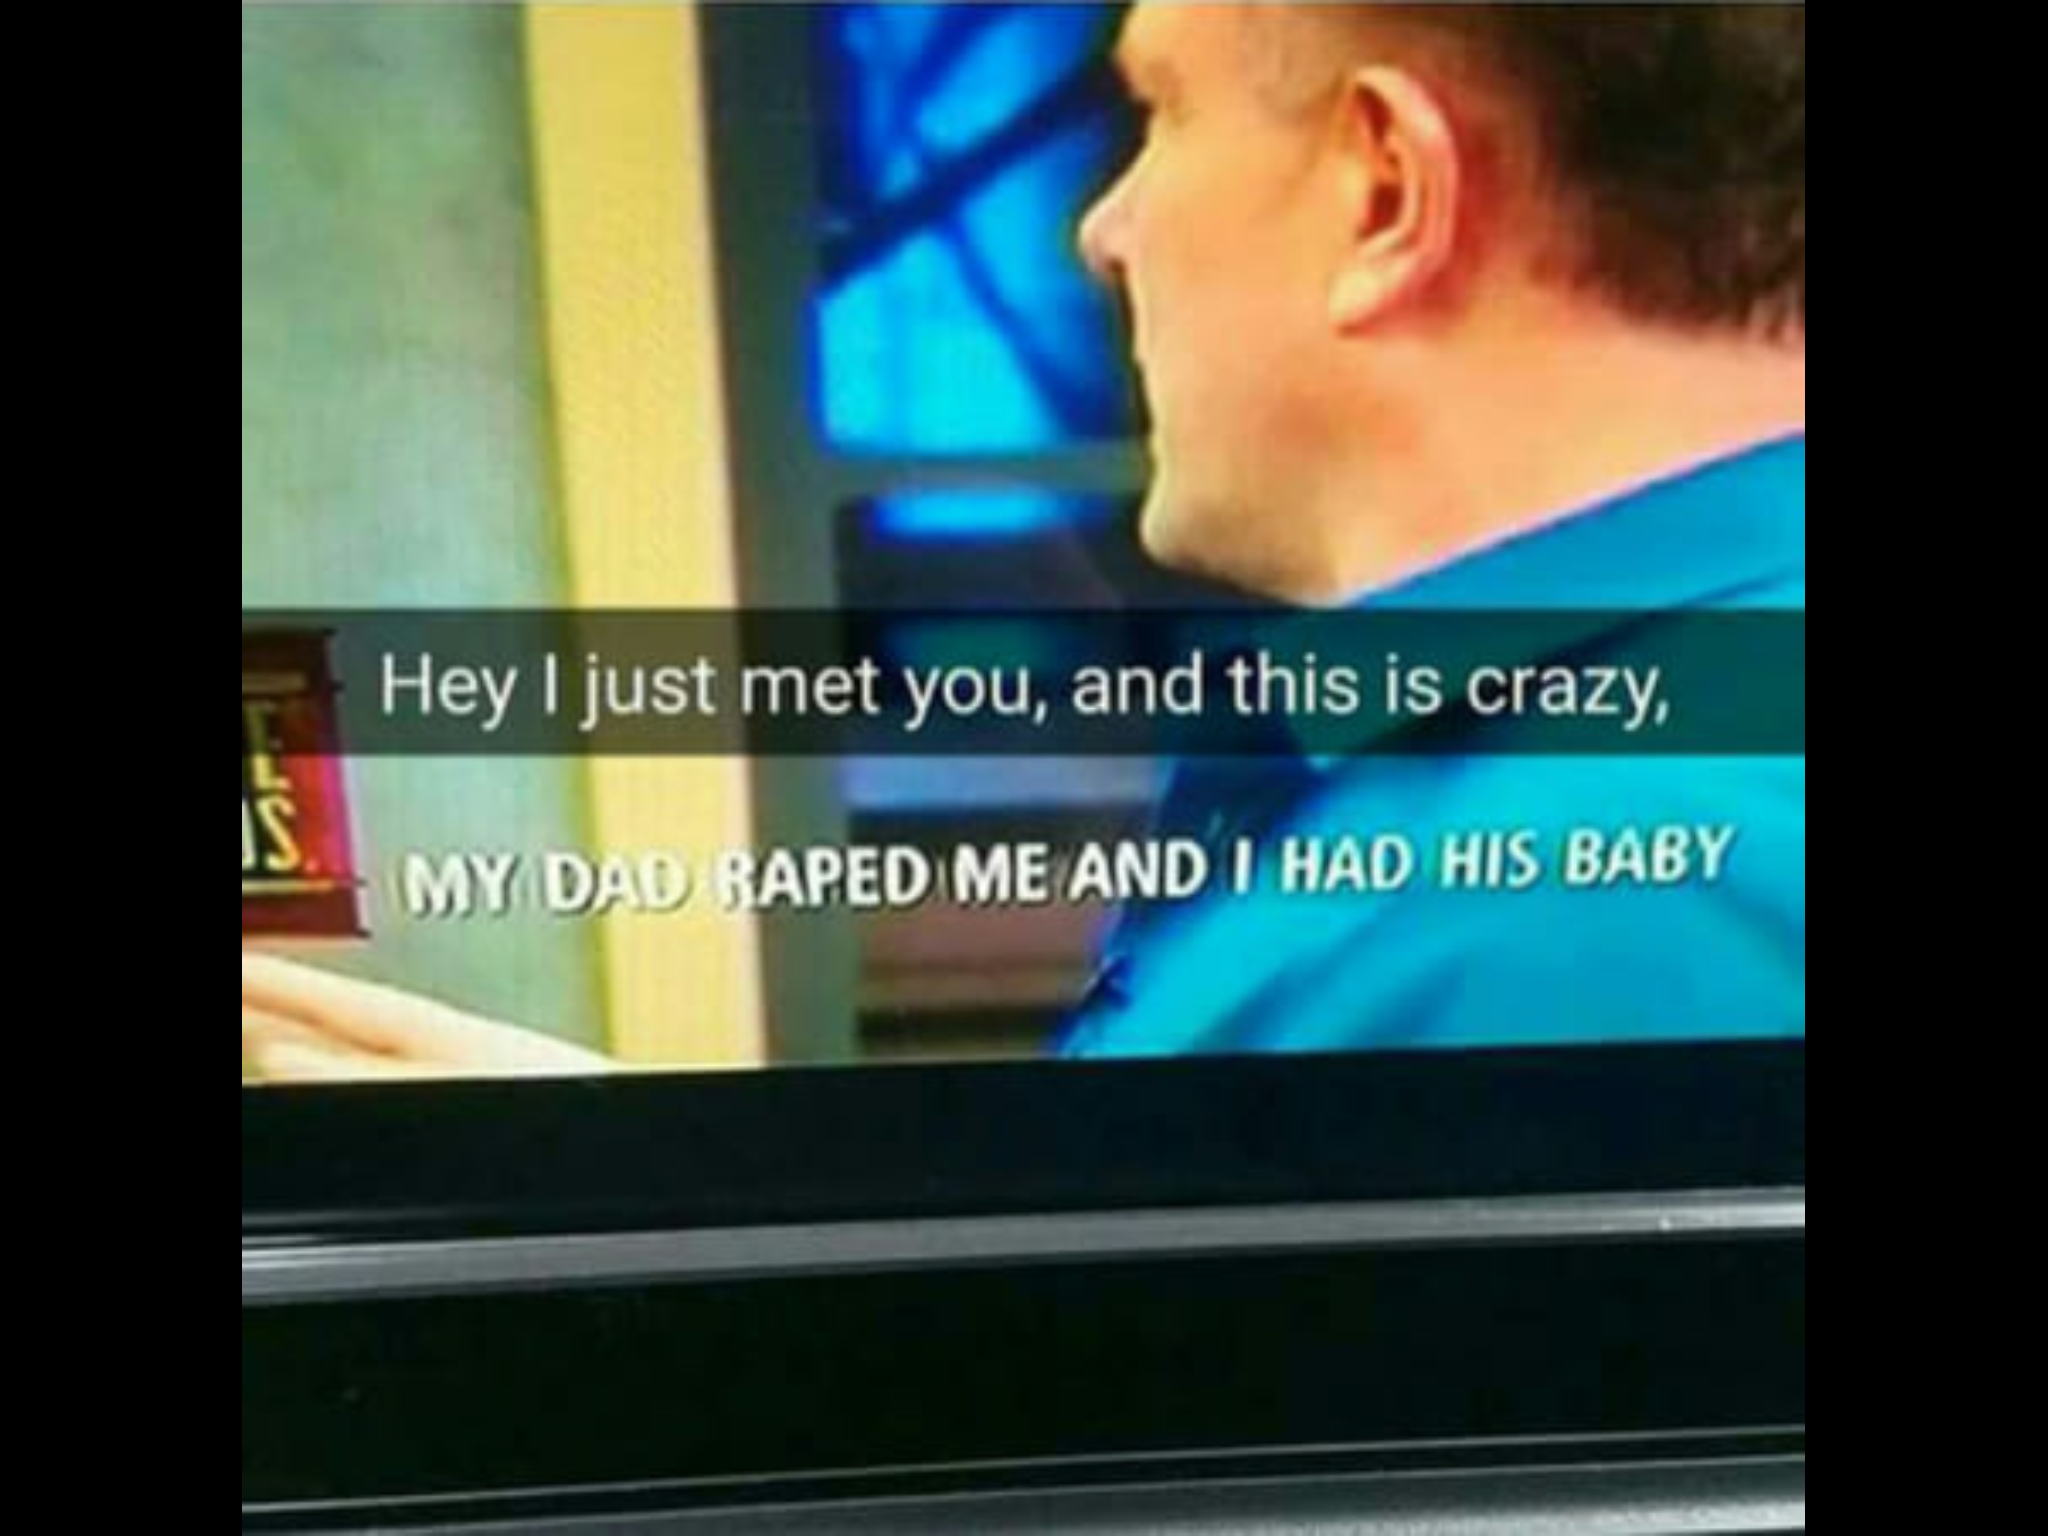 Hey I just met you, and this is crazy,
E
S.
MY DAD RAPED ME AND I HAD HIS BABY